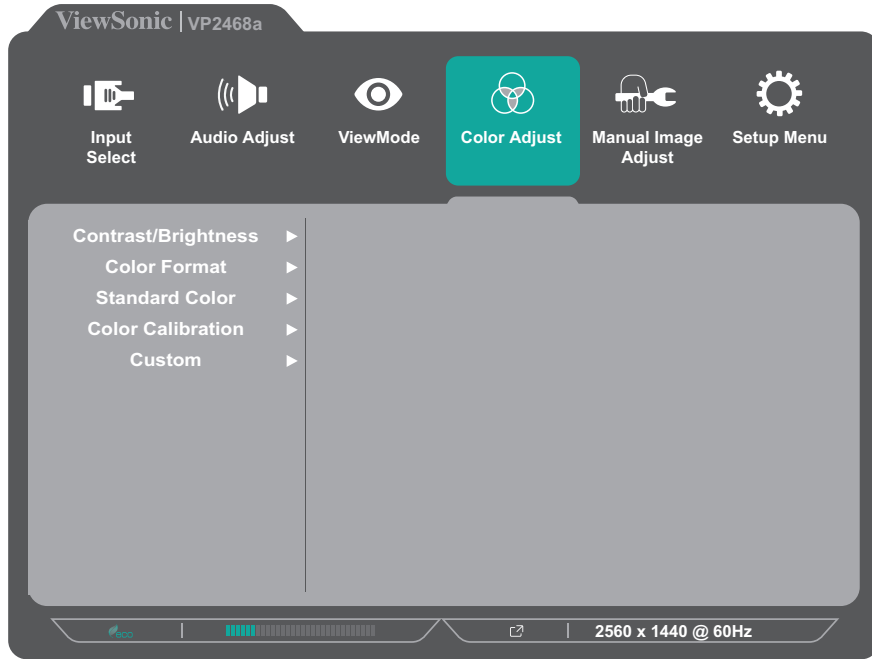 ViewSonic | VP2468a
Input Select
Audio Adjust
ViewMode
Color Adjust
Manual Image Adjust
Setup Menu
Contrast/Brightness
Color Format
Standard Color
Color Calibration
Custom
eco
2560 x 1440 @ 60Hz